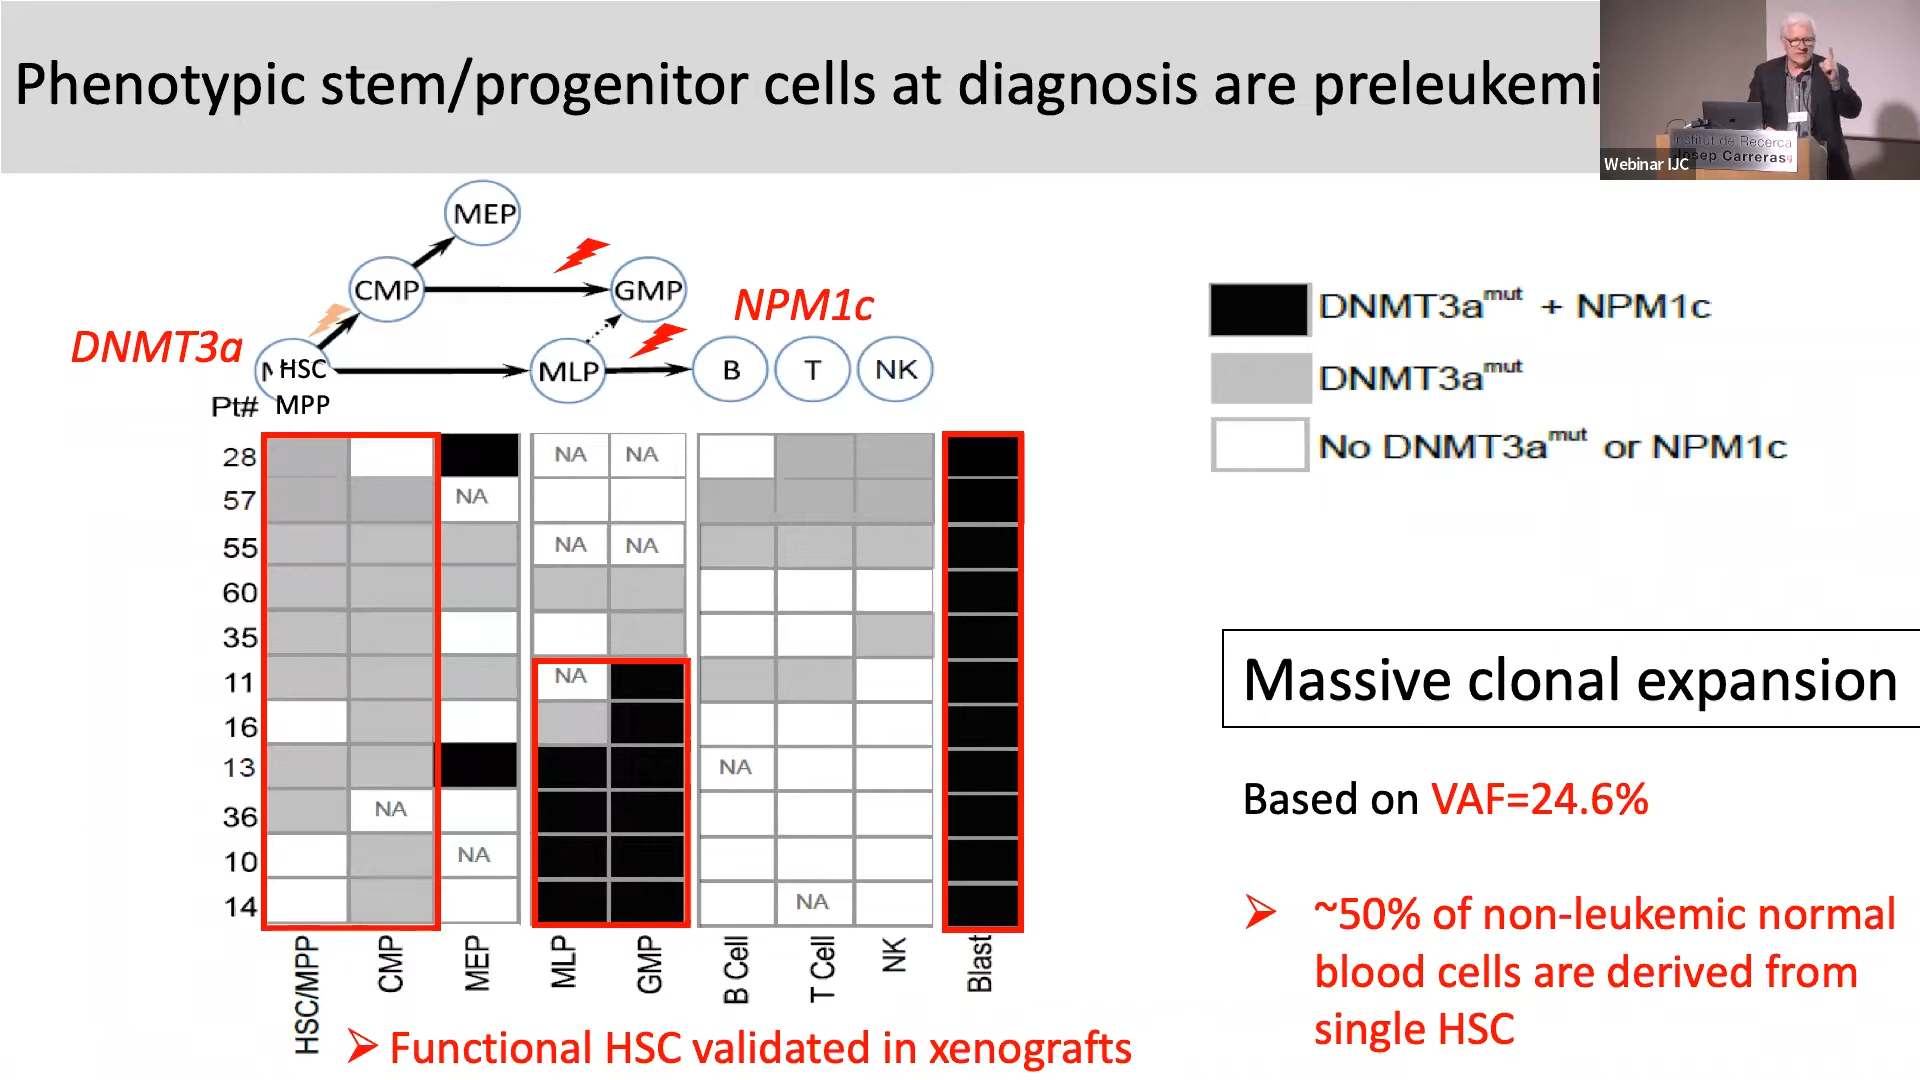 Phenotypic stem/progenitor cells at diagnosis are preleukemi
Institut de Recerca
Josep Carreras
Webinar IJC
MEP
CMP
GMP
NPM1c
DNMT3a
HSC
MPP
MLP
B
T
NK
DNMT3a^mut + NPM1c
DNMT3a^mut
No DNMT3a^mut or NPM1c
Pt#
28 NA NA
57 NA
55 NA NA
60
35
11 NA
16
13 NA
36 NA
10 NA
14 NA
HSC/MPP CMP MEP MLP GMP B Cell T Cell NK Blast
➢ Functional HSC validated in xenografts
Massive clonal expansion
Based on VAF=24.6%
➢ ~50% of non-leukemic normal
blood cells are derived from
single HSC